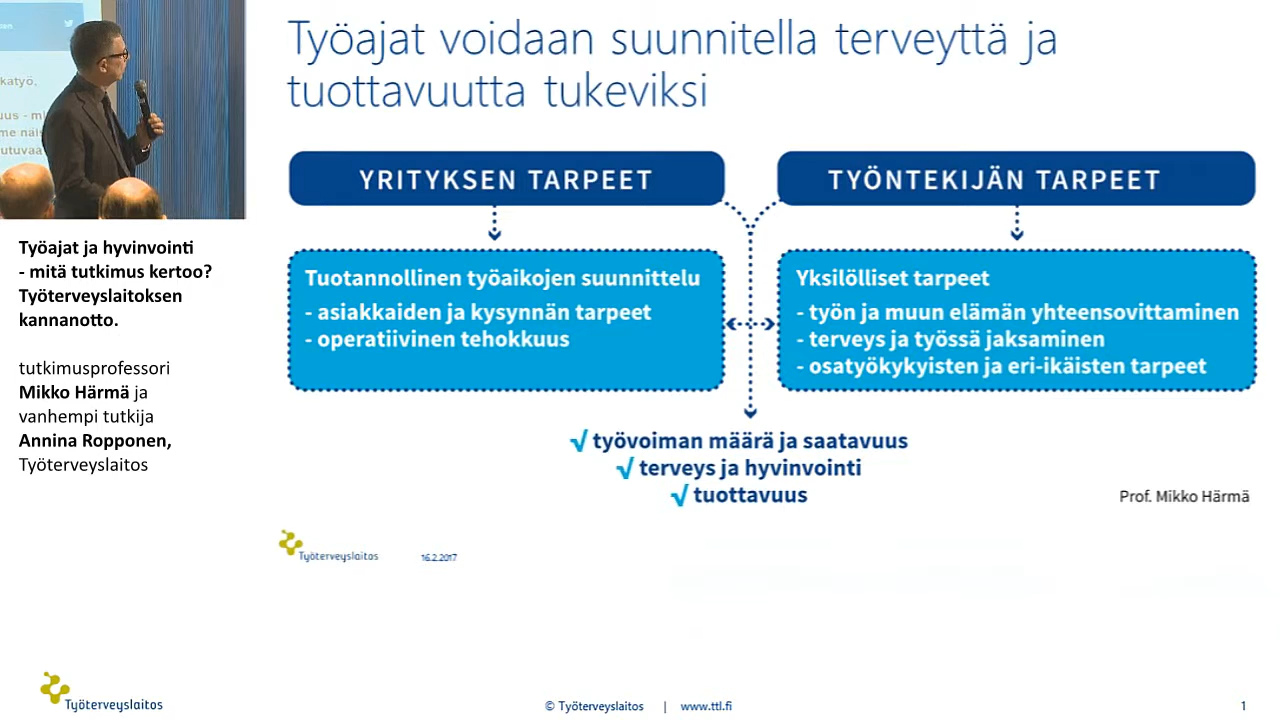 katyö,
Työajat ja hyvinvointi
- mitä tutkimus kertoo?
Työterveyslaitoksen
kannanotto.
tutkimusprofessori
Mikko Härmä ja
vanhempi tutkija
Annina Ropponen,
Työterveyslaitos
Työajat voidaan suunnitella terveyttä ja
tuottavuutta tukeviksi
YRITYKSEN TARPEET
Tuotannollinen työaikojen suunnittelu
- asiakkaiden ja kysynnän tarpeet
- operatiivinen tehokkuus
TYÖNTEKIJÄN TARPEET
Yksilölliset tarpeet
- työn ja muun elämän yhteensovittaminen
- terveys ja työssä jaksaminen
- osatyökykyisten ja eri-ikäisten tarpeet
√ työvoiman määrä ja saatavuus
√ terveys ja hyvinvointi
√ tuottavuus
Prof. Mikko Härmä
Työterveyslaitos
16.2.2017
Työterveyslaitos
© Työterveyslaitos | www.ttl.fi
1